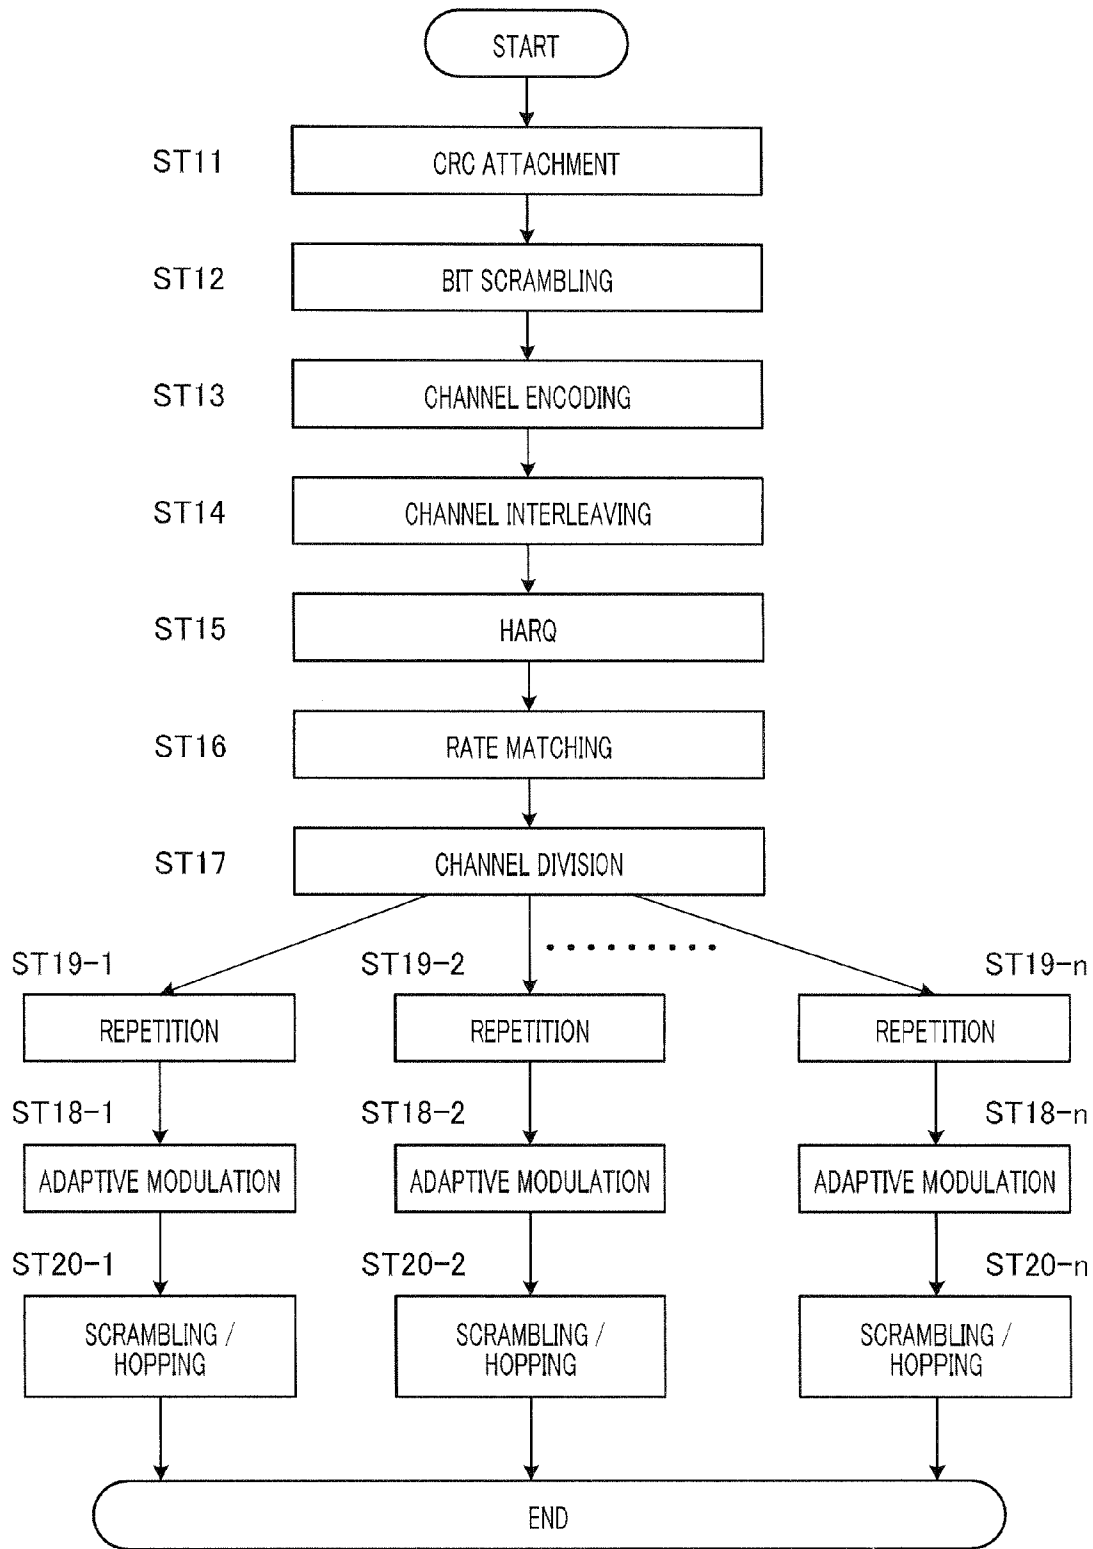 START
ST11
CRC ATTACHMENT
ST12
BIT SCRAMBLING
ST13
CHANNEL ENCODING
ST14
CHANNEL INTERLEAVING
ST15
HARQ
ST16
RATE MATCHING
ST17
CHANNEL DIVISION
ST19-1
ST19-2
ST19-n
REPETITION
REPETITION
REPETITION
ST18-1
ST18-2
ST18-n
ADAPTIVE MODULATION
ADAPTIVE MODULATION
ADAPTIVE MODULATION
ST20-1
ST20-2
ST20-n
SCRAMBLING /
HOPPING
SCRAMBLING /
HOPPING
SCRAMBLING /
HOPPING
END